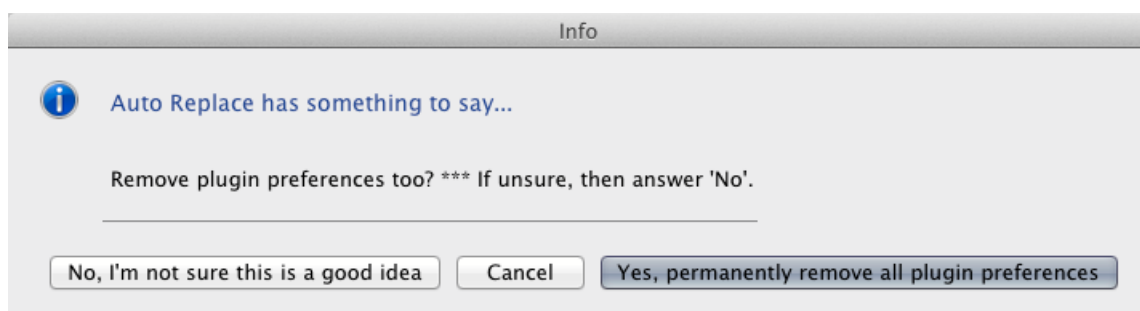 Info
Auto Replace has something to say...
Remove plugin preferences too? *** If unsure, then answer 'No'.
No, I'm not sure this is a good idea
Cancel
Yes, permanently remove all plugin preferences